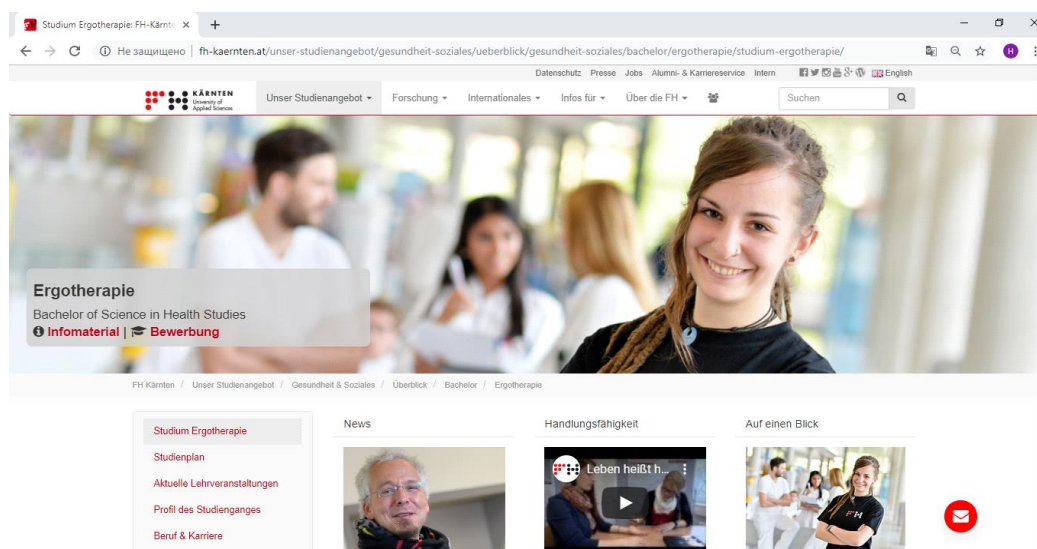 Studium Ergotherapie: FH-Kärnte
Не защищено | fh-kaernten.at/unser-studienangebot/gesundheit-soziales/ueberblick/gesundheit-soziales/bachelor/ergotherapie/studium-ergotherapie/
H
Datenschutz Presse Jobs Alumni- & Karriereservice Intern English
KÄRNTEN
University of
Applied Sciences
Unser Studienangebot Forschung Internationales Infos für Über die FH Suchen
Ergotherapie
Bachelor of Science in Health Studies
Infomaterial | Bewerbung
FH Kärnten / Unser Studienangebot / Gesundheit & Soziales / Überblick / Bachelor / Ergotherapie
Studium Ergotherapie
Studienplan
Aktuelle Lehrveranstaltungen
Profil des Studienganges
Beruf & Karriere
News
Handlungsfähigkeit
Leben heißt h...
Auf einen Blick